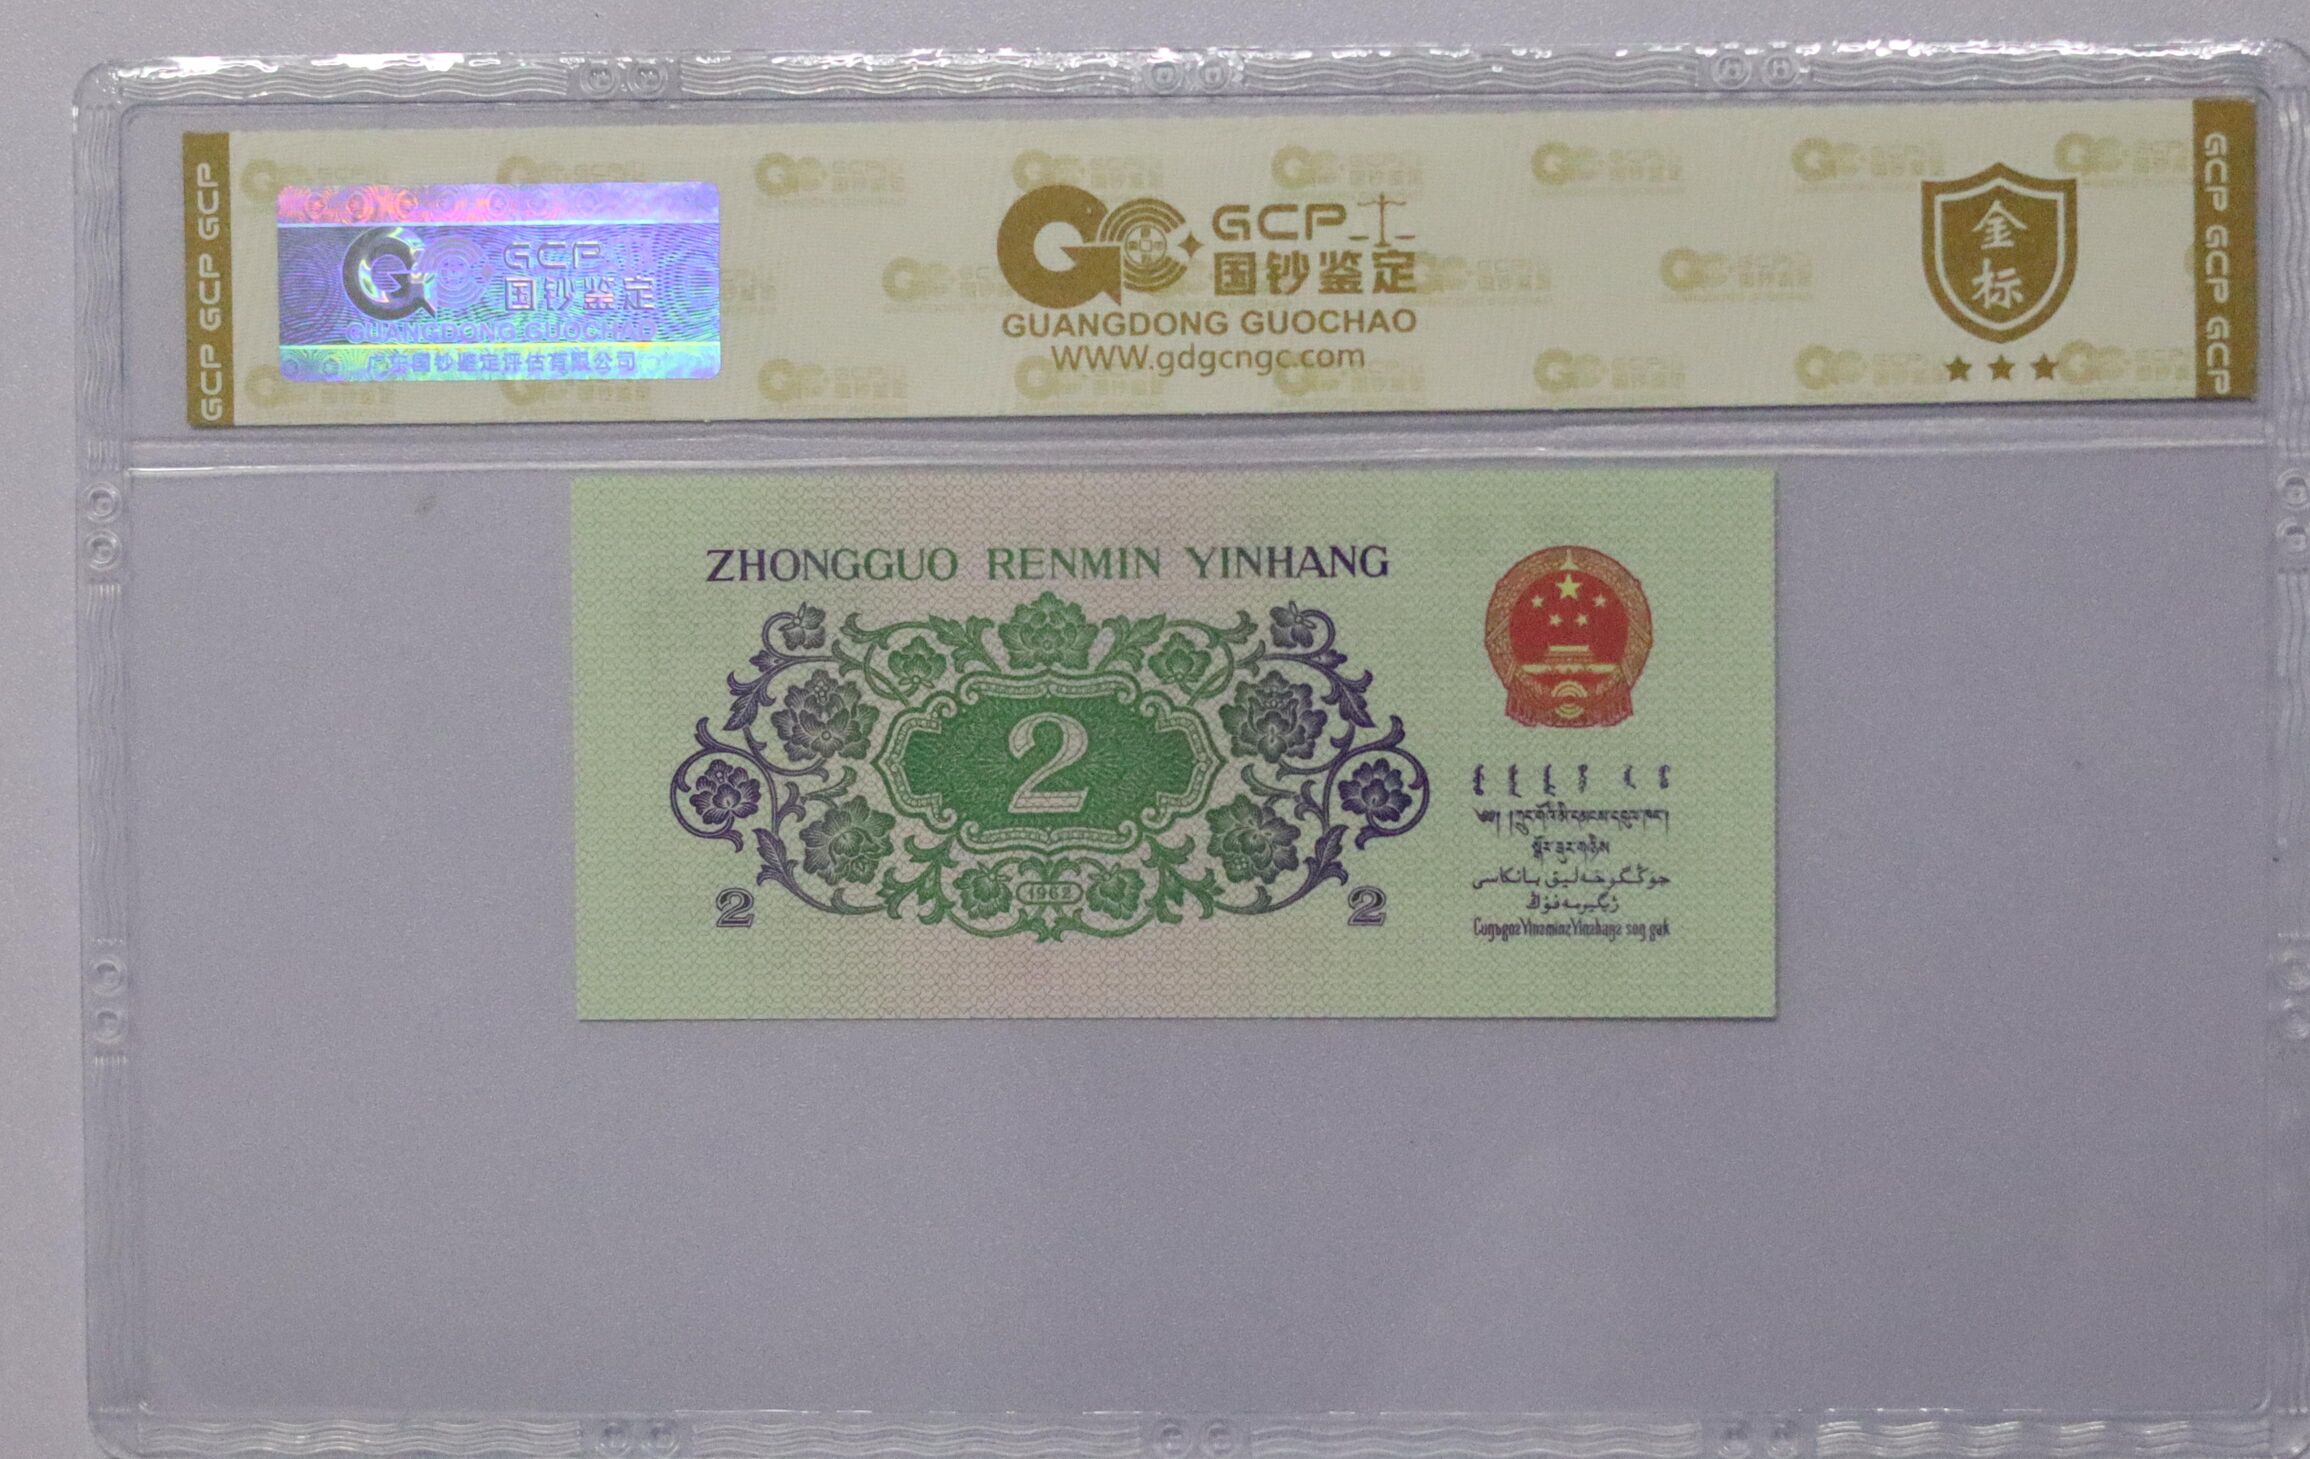 GCP GCP GCP
GCP
国钞鉴定
GUANGDONG GUOCHAO
广东国钞鉴定评估有限公司
GCP
国钞鉴定
GUANGDONG GUOCHAO
WWW.gdgcngc.com
金
标
GCP GCP GCP
ZHONGGUO RENMIN YINHANG
2
1962
2
2